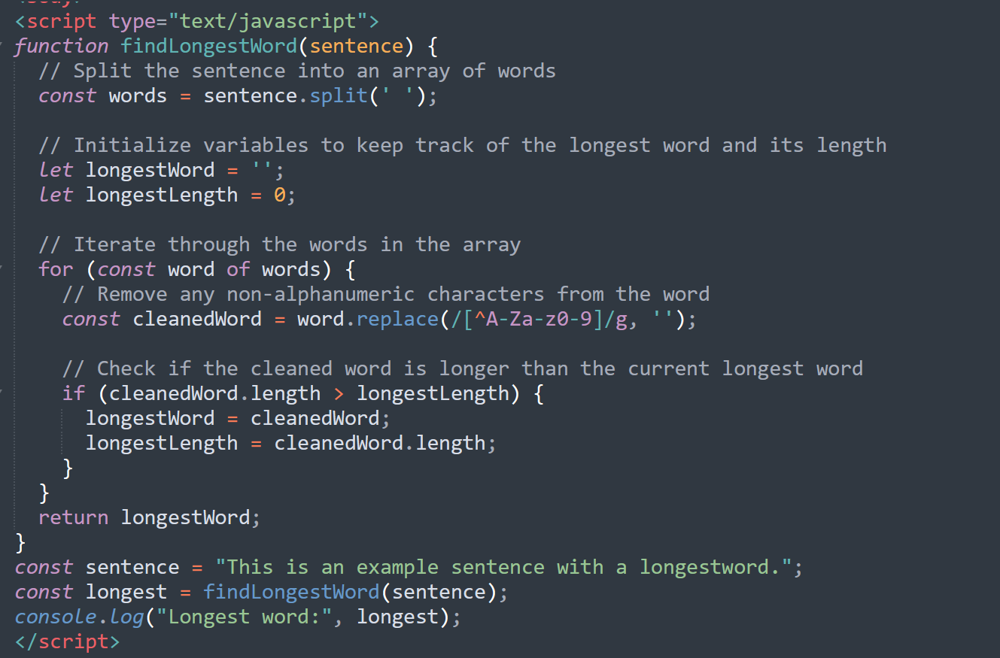 <script type="text/javascript">
function findLongestWord(sentence) {
  // Split the sentence into an array of words
  const words = sentence.split(' ');

  // Initialize variables to keep track of the longest word and its length
  let longestWord = '';
  let longestLength = 0;

  // Iterate through the words in the array
  for (const word of words) {
    // Remove any non-alphanumeric characters from the word
    const cleanedWord = word.replace(/[^A-Za-z0-9]/g, '');

    // Check if the cleaned word is longer than the current longest word
    if (cleanedWord.length > longestLength) {
      longestWord = cleanedWord;
      longestLength = cleanedWord.length;
    }
  }
  return longestWord;
}
const sentence = "This is an example sentence with a longestword.";
const longest = findLongestWord(sentence);
console.log("Longest word:", longest);
</script>